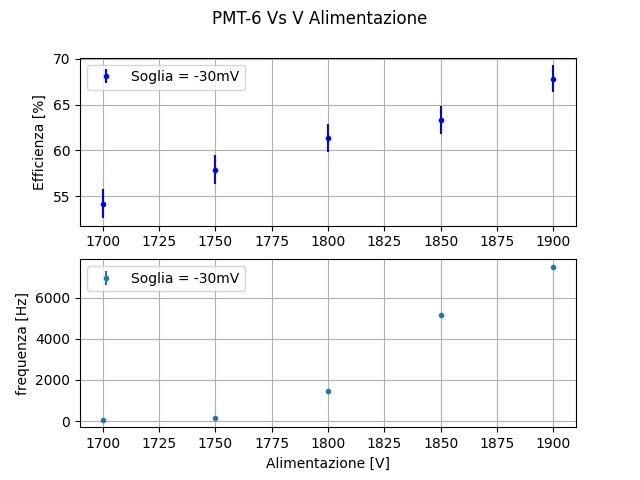 PMT-6 Vs V Alimentazione
70
65
60
55
Efficienza [%]
Soglia = -30mV
1700 1725 1750 1775 1800 1825 1850 1875 1900
6000
4000
2000
0
frequenza [Hz]
Soglia = -30mV
1700 1725 1750 1775 1800 1825 1850 1875 1900
Alimentazione [V]